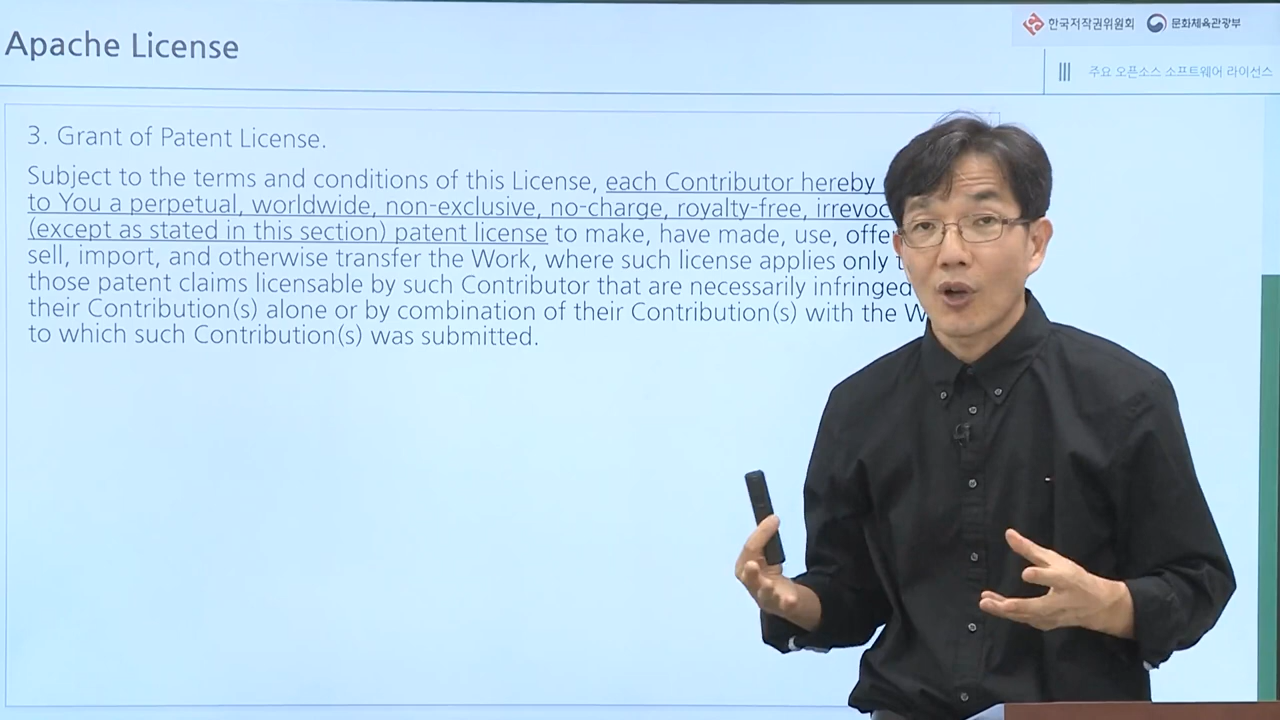 Apache License
한국저작권위원회 문화체육관광부
주요 오픈소스 소프트웨어 라이선스
3. Grant of Patent License.
Subject to the terms and conditions of this License, each Contributor hereby
to You a perpetual, worldwide, non-exclusive, no-charge, royalty-free, irrevoc
(except as stated in this section) patent license to make, have made, use, offe
sell, import, and otherwise transfer the Work, where such license applies only t
those patent claims licensable by such Contributor that are necessarily infringed
their Contribution(s) alone or by combination of their Contribution(s) with the W
to which such Contribution(s) was submitted.